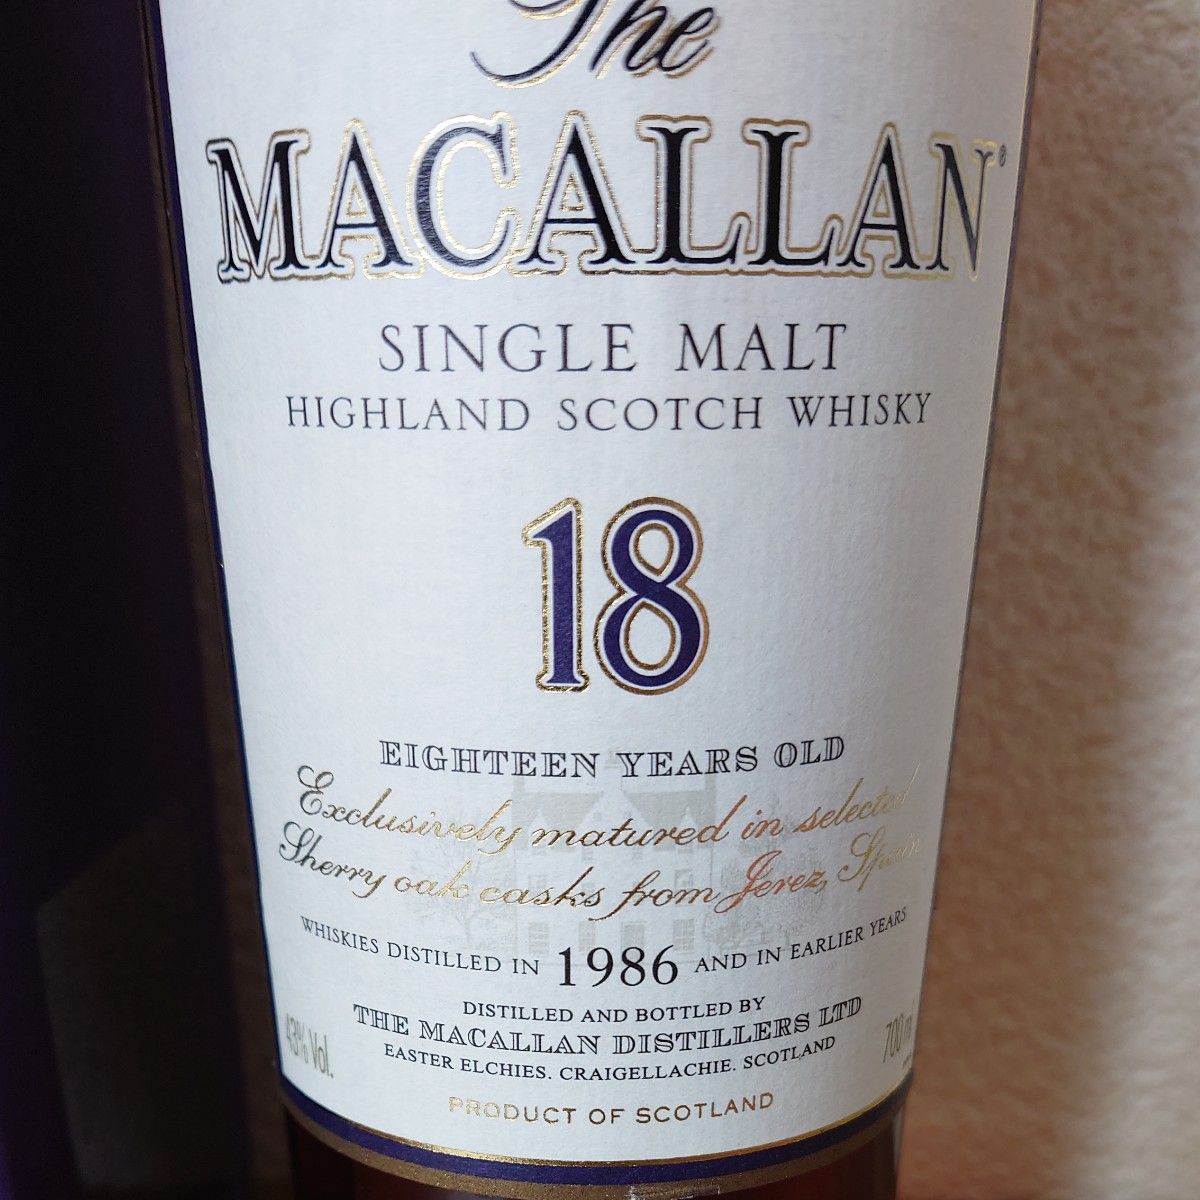 The
MACALLAN®
SINGLE MALT
HIGHLAND SCOTCH WHISKY
18
EIGHTEEN YEARS OLD
Exclusively matured in selected
Sherry oak casks from Jerez, Spain
WHISKIES DISTILLED IN 1986 AND IN EARLIER YEARS
DISTILLED AND BOTTLED BY
THE MACALLAN DISTILLERS LTD
EASTER ELCHIES. CRAIGELLACHIE. SCOTLAND
43% Vol.
700ml
PRODUCT OF SCOTLAND